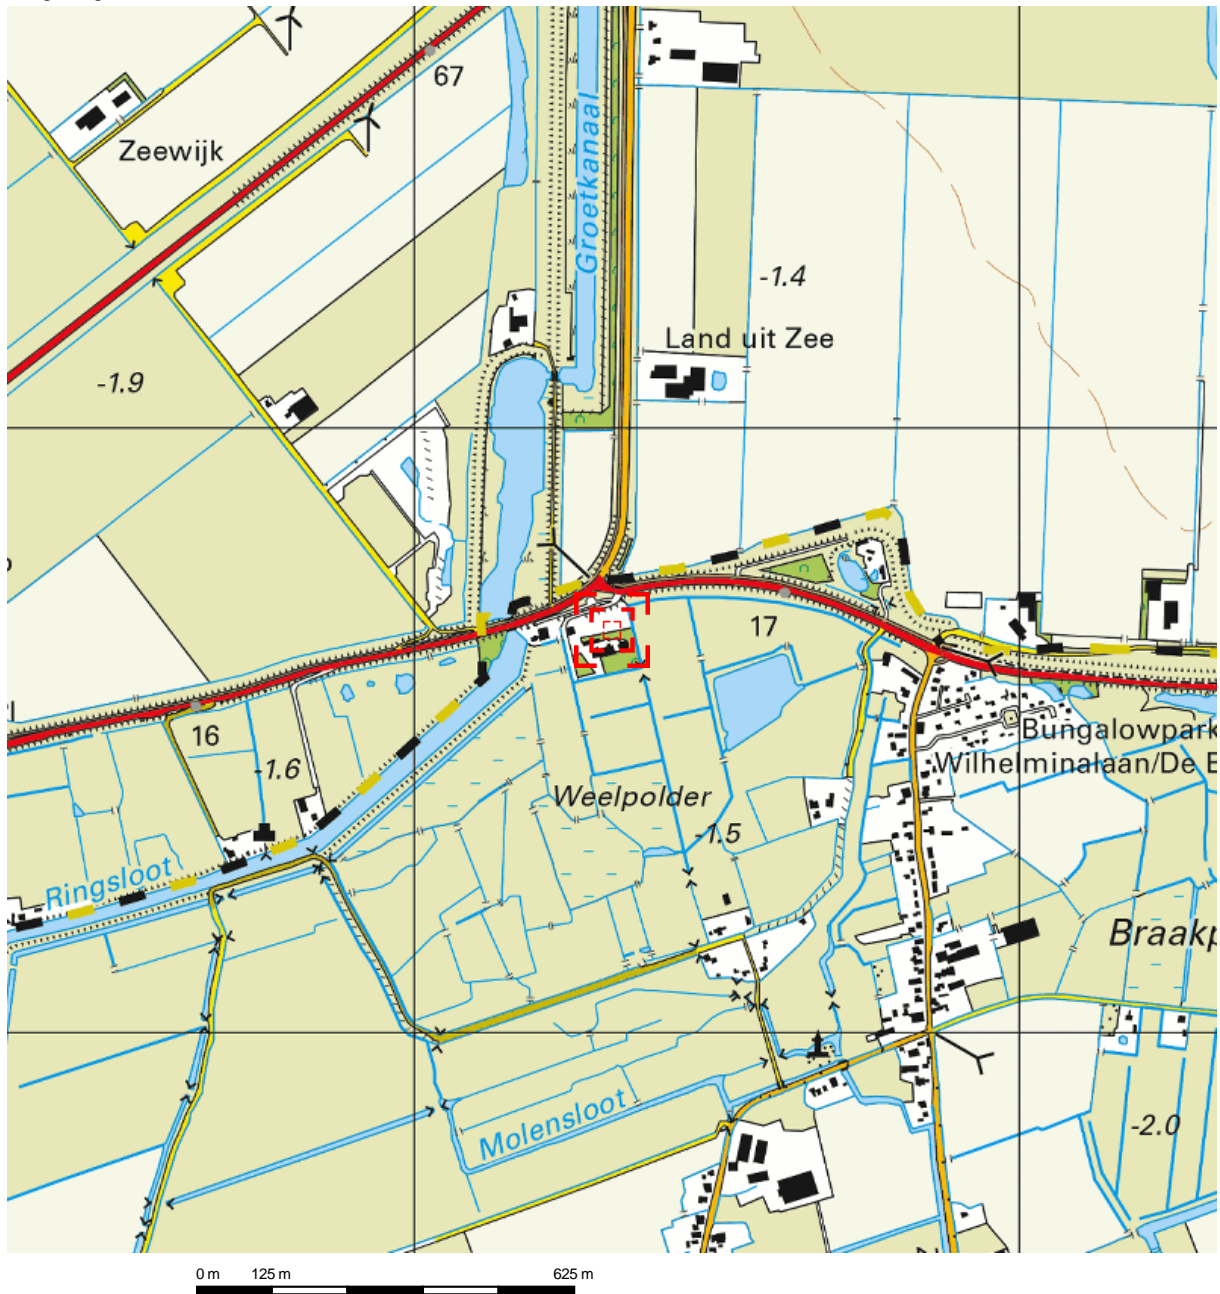 67
Zeewijk
Groetkanaal
-1.4
Land uit Zee
-1.9
17
16
Bungalowpark
-1.6
Wilhelminalaan/De B
Weelpolder
-1.5
Ringsloot
Braakp
Molensloot
-2.0
0 m 125 m 625 m